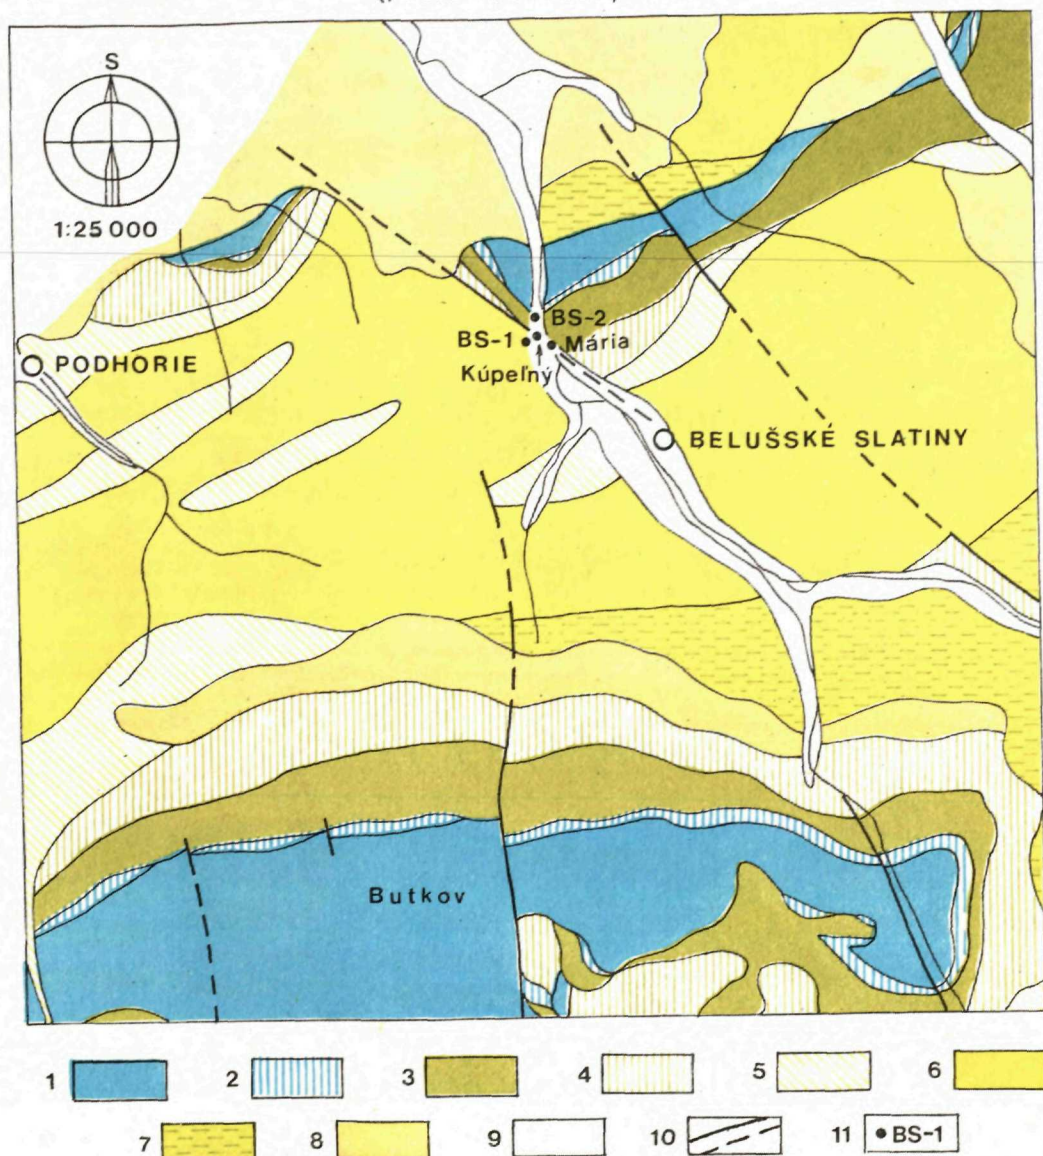 S
1:25 000
BS-2
BS-1
Mária
Kúpeľný
PODHORIE
BELUŠSKÉ SLATINY
Butkov
1 2 3 4 5 6
7 8 9 10 11 BS-1